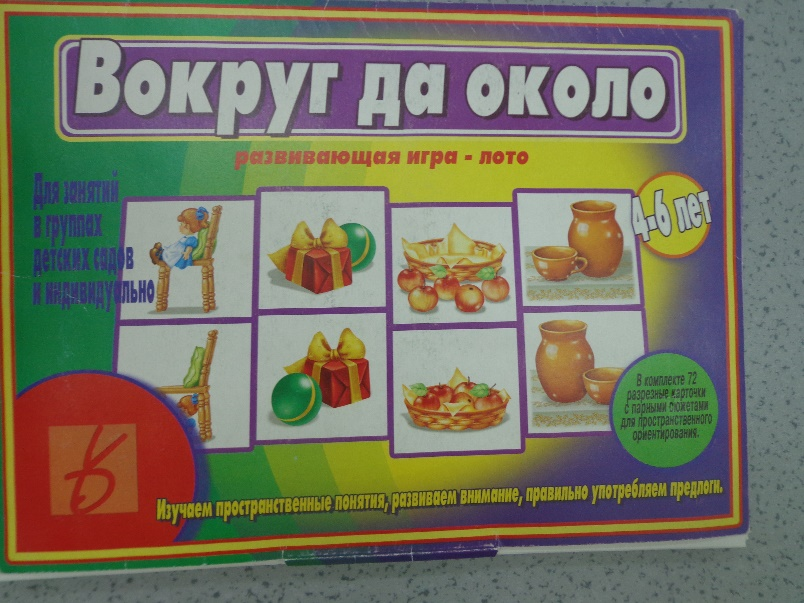 Вокруг да около
развивающая игра - лото
Для занятий
в группах
детских садов
и индивидуально
4-6 лет
В комплекте 72
разрезные карточки
с парными сюжетами
для пространственного
ориентирования.
Изучаем пространственные понятия, развиваем внимание, правильно употребляем предлоги.